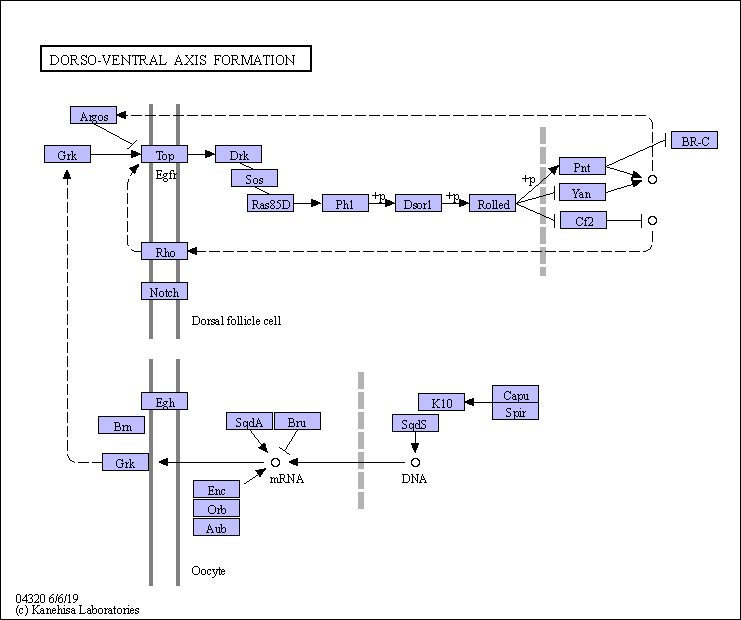 DORSO-VENTRAL AXIS FORMATION
Argos
BR-C
Grk
Top
Drk
Egfr
Sos
Pnt
+p
Yan
Ras85D
Phl
+p
Dsor1
+p
Rolled
Cf2
Rho
Notch
Dorsal follicle cell
Egh
K10
Capu
Spir
Brn
SqdA
Bru
SqdS
Grk
mRNA
DNA
Enc
Orb
Aub
Oocyte
04320 6/6/19
(c) Kanehisa Laboratories